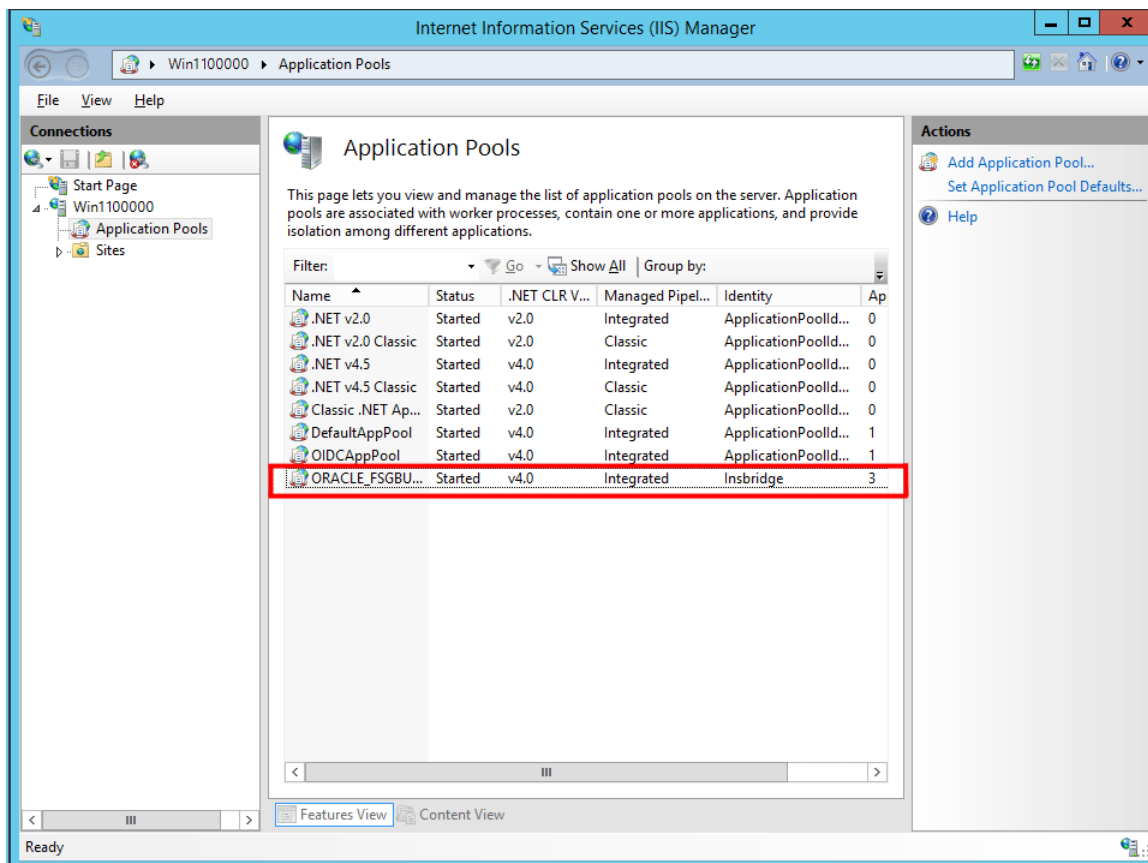 Internet Information Services (IIS) Manager
Win1100000 Application Pools
File View Help
Connections
Start Page
Win1100000
Application Pools
Sites
Application Pools
This page lets you view and manage the list of application pools on the server. Application
pools are associated with worker processes, contain one or more applications, and provide
isolation among different applications.
Filter: Go Show All Group by:
Name Status .NET CLR V... Managed Pipel... Identity Ap
.NET v2.0 Started v2.0 Integrated ApplicationPoolId... 0
.NET v2.0 Classic Started v2.0 Classic ApplicationPoolId... 0
.NET v4.5 Started v4.0 Integrated ApplicationPoolId... 0
.NET v4.5 Classic Started v4.0 Classic ApplicationPoolId... 0
Classic .NET Ap... Started v2.0 Classic ApplicationPoolId... 0
DefaultAppPool Started v4.0 Integrated ApplicationPoolId... 1
OIDCAppPool Started v4.0 Integrated ApplicationPoolId... 1
ORACLE_FSGBU... Started v4.0 Integrated Insbridge 3
Features View Content View
Actions
Add Application Pool...
Set Application Pool Defaults...
Help
Ready